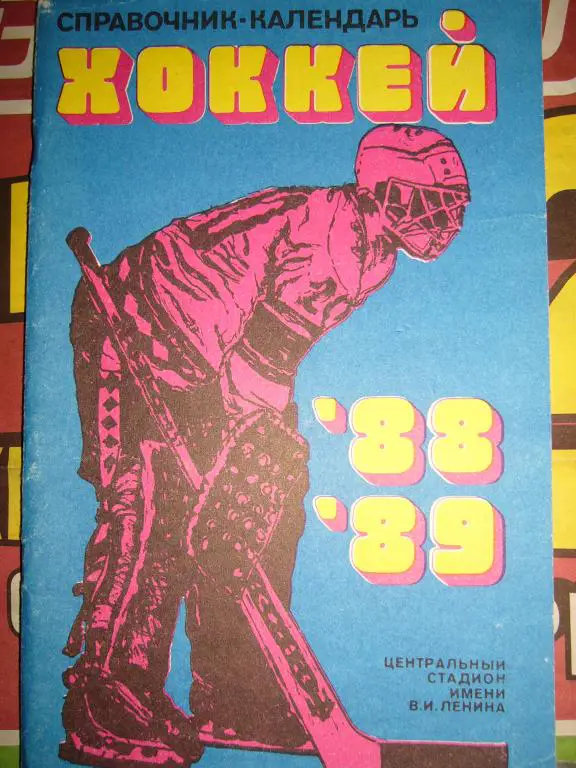 СПРАВОЧНИК-КАЛЕНДАРЬ
ХОККЕЙ
'88
'89
ЦЕНТРАЛЬНЫЙ
СТАДИОН
ИМЕНИ
В.И. ЛЕНИНА